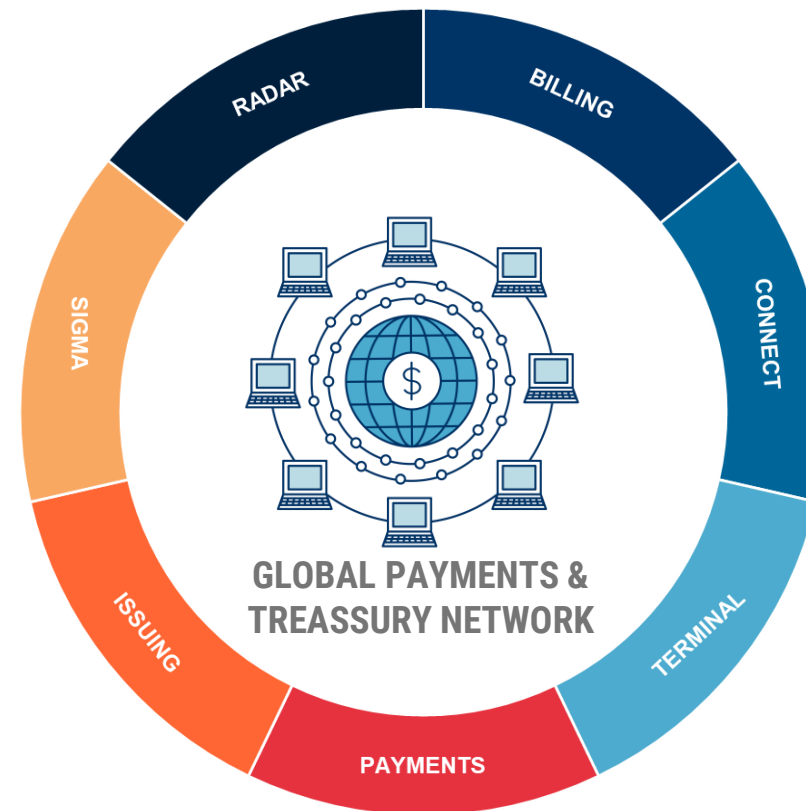 RADAR
BILLING
SIGMA
CONNECT
$
GLOBAL PAYMENTS &
TREASSURY NETWORK
ISSUING
TERMINAL
PAYMENTS